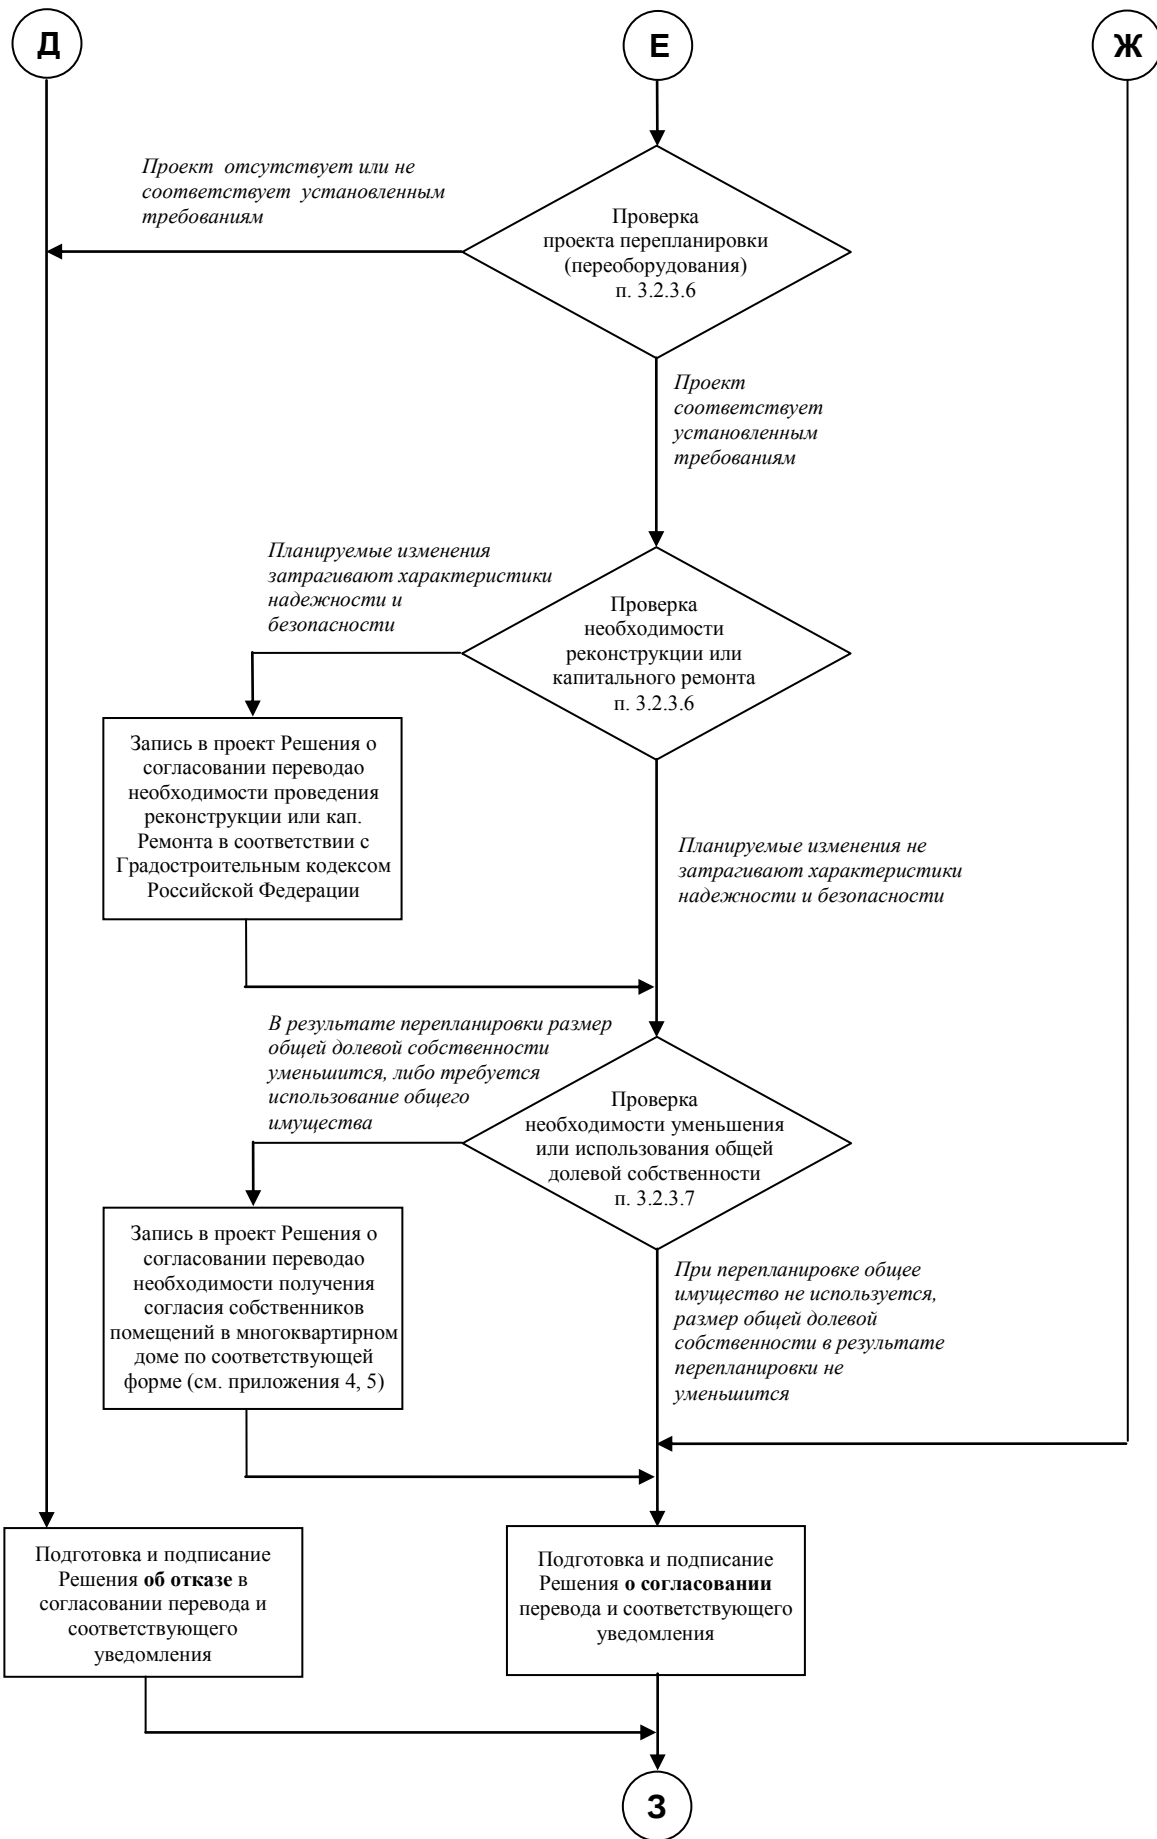 Д
Е
Ж
Проект отсутствует или не
соответствует установленным
требованиям
Проверка
проекта перепланировки
(переоборудования)
п. 3.2.3.6
Проект
соответствует
установленным
требованиям
Планируемые изменения
затрагивают характеристики
надежности и
безопасности
Проверка
необходимости
реконструкции или
капитального ремонта
п. 3.2.3.6
Запись в проект Решения о
согласовании переводао
необходимости проведения
реконструкции или кап.
Ремонта в соответствии с
Градостроительным кодексом
Российской Федерации
Планируемые изменения не
затрагивают характеристики
надежности и безопасности
В результате перепланировки размер
общей долевой собственности
уменьшится, либо требуется
использование общего
имущества
Проверка
необходимости уменьшения
или использования общей
долевой собственности
п. 3.2.3.7
Запись в проект Решения о
согласовании переводао
необходимости получения
согласия собственников
помещений в многоквартирном
доме по соответствующей
форме (см. приложения 4, 5)
При перепланировке общее
имущество не используется,
размер общей долевой
собственности в результате
перепланировки не
уменьшится
Подготовка и подписание
Решения об отказе в
согласовании перевода и
соответствующего
уведомления
Подготовка и подписание
Решения о согласовании
перевода и соответствующего
уведомления
З